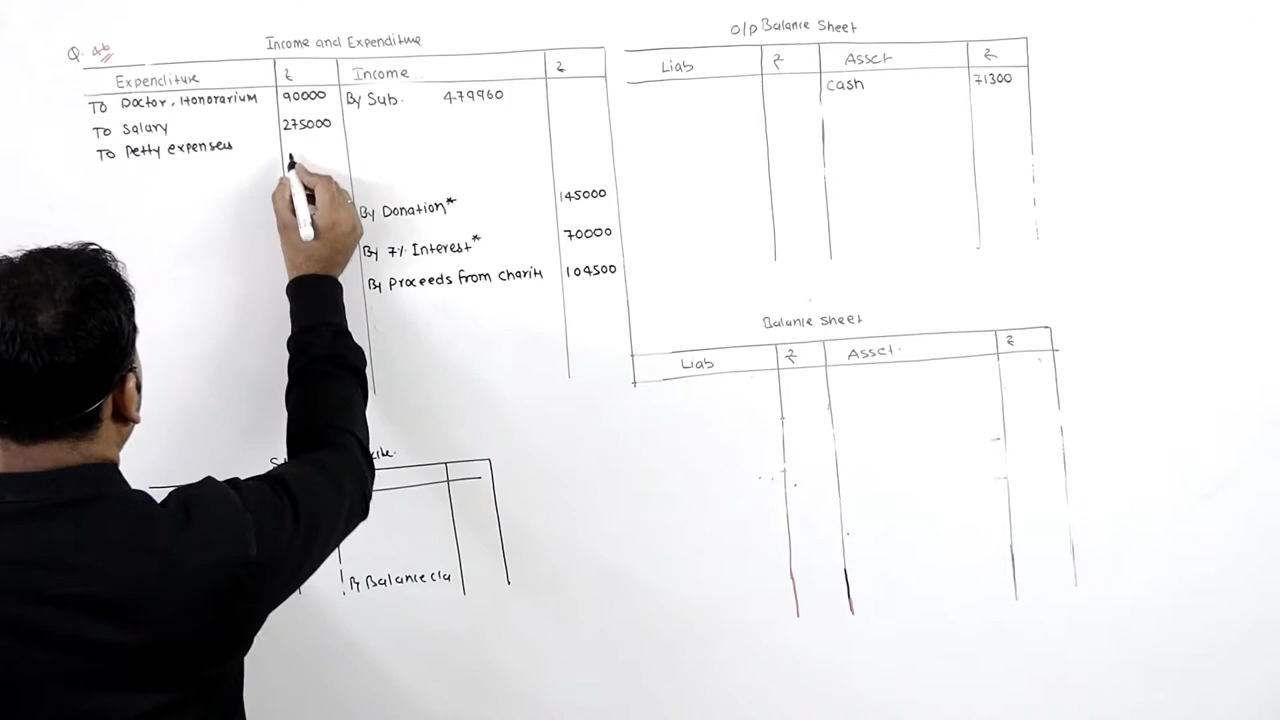 Q. 46
Income and Expenditure
Expenditure ₹ Income ₹
To Doctor, Honorarium 90000 By Sub. 479960
To Salary 275000
To Petty expenses
By Donation* 145000
By 7% Interest* 70000
By Proceeds from Charit 104500
By Balance c/d
O/p Balance Sheet
Liab ₹ Asset ₹
Cash 71300
Balance Sheet
Liab ₹ Asset. ₹